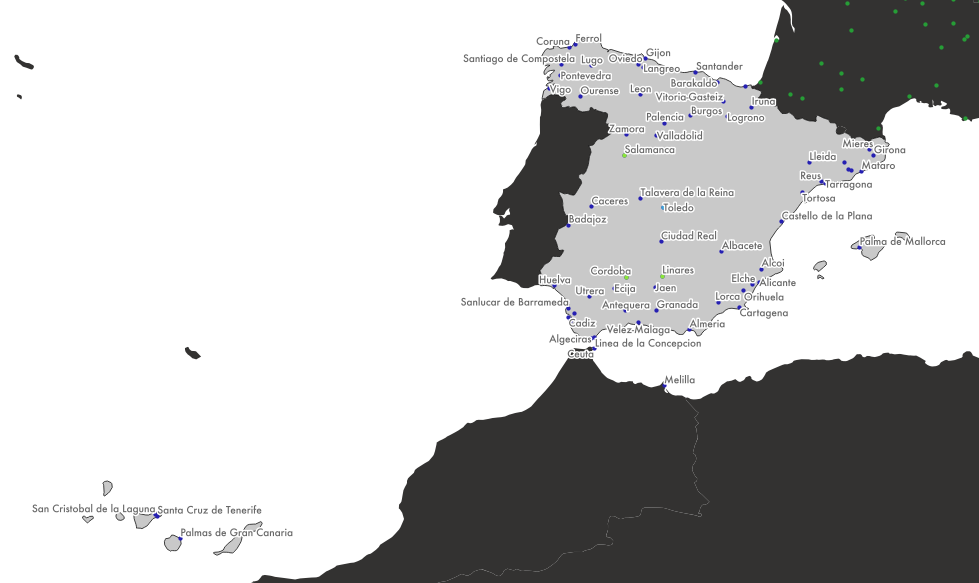 Coruna
Ferrol
Santiago de Compostela
Lugo
Oviedo
Gijon
Langreo
Santander
Pontevedra
Barakaldo
Vigo
Ourense
Leon
Vitoria-Gasteiz
Iruna
Burgos
Palencia
Logrono
Zamora
Valladolid
Salamanca
Mieres
Girona
Lleida
Mataro
Reus
Tarragona
Tortosa
Talavera de la Reina
Caceres
Toledo
Badajoz
Castello de la Plana
Ciudad Real
Albacete
Palma de Mallorca
Alcoi
Cordoba
Linares
Huelva
Elche
Alicante
Utrera
Ecija
Jaen
Lorca
Orihuela
Sanlucar de Barrameda
Antequera
Granada
Cartagena
Cadiz
Velez-Malaga
Almeria
Algeciras
Linea de la Concepcion
Ceuta
Melilla
San Cristobal de la Laguna
Santa Cruz de Tenerife
Palmas de Gran Canaria